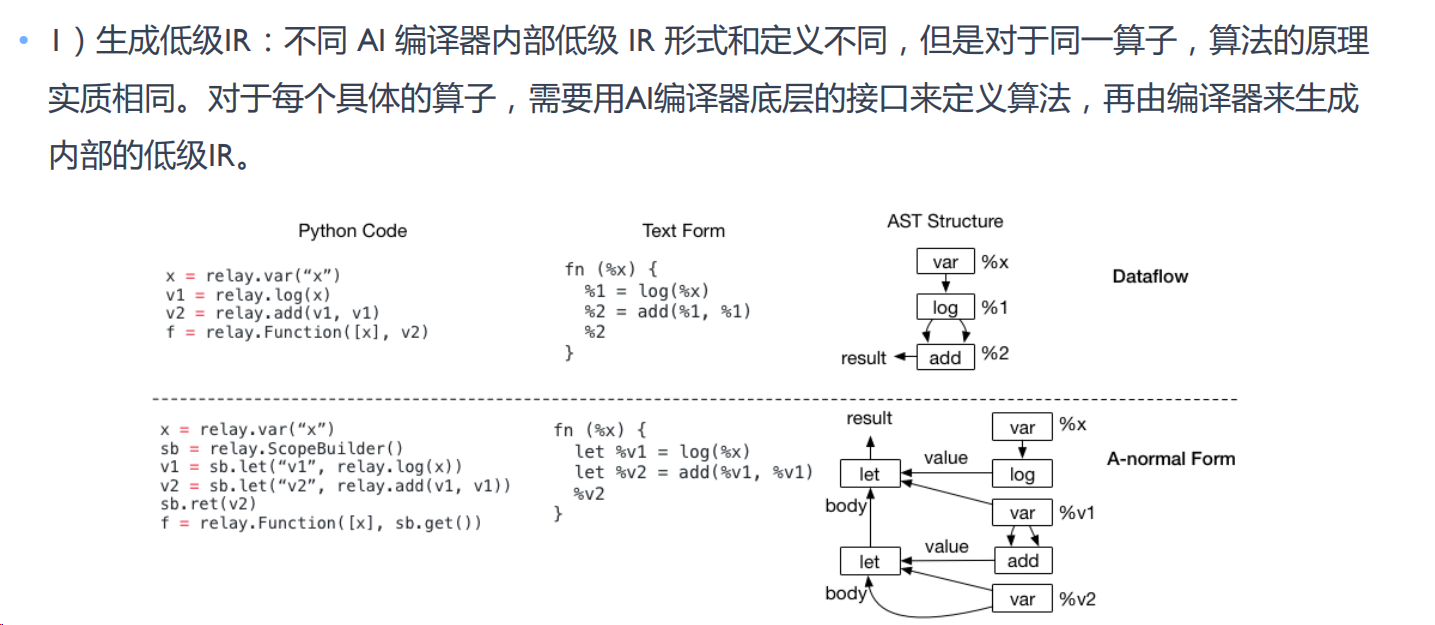 • 1）生成低级IR：不同 AI 编译器内部低级 IR 形式和定义不同，但是对于同一算子，算法的原理
实质相同。对于每个具体的算子，需要用AI编译器底层的接口来定义算法，再由编译器来生成
内部的低级IR。
Python Code
x = relay.var(“x”)
v1 = relay.log(x)
v2 = relay.add(v1, v1)
f = relay.Function([x], v2)
Text Form
fn (%x) {
%1 = log(%x)
%2 = add(%1, %1)
%2
}
AST Structure
var %x
log %1
result add %2
Dataflow
x = relay.var(“x”)
sb = relay.ScopeBuilder()
v1 = sb.let(“v1”, relay.log(x))
v2 = sb.let(“v2”, relay.add(v1, v1))
sb.ret(v2)
f = relay.Function([x], sb.get())
fn (%x) {
let %v1 = log(%x)
let %v2 = add(%v1, %v1)
%v2
}
result
var %x
value
let log
body
var %v1
value
let add
body
var %v2
A-normal Form